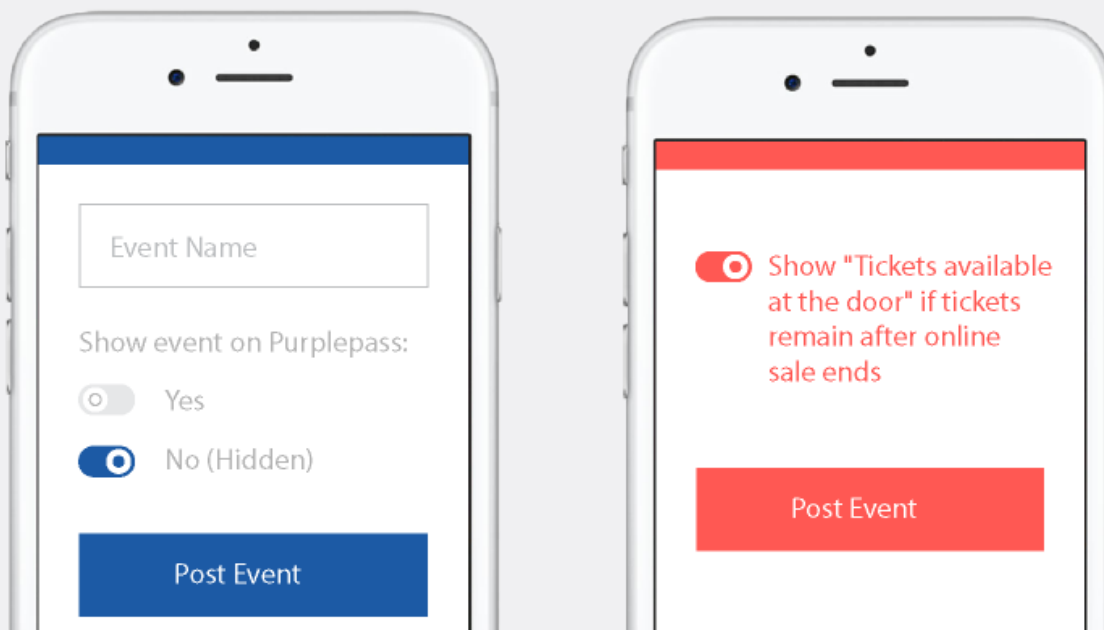 Event Name
Show event on Purplepass:
Yes
No (Hidden)
Post Event
Show "Tickets available
at the door" if tickets
remain after online
sale ends
Post Event